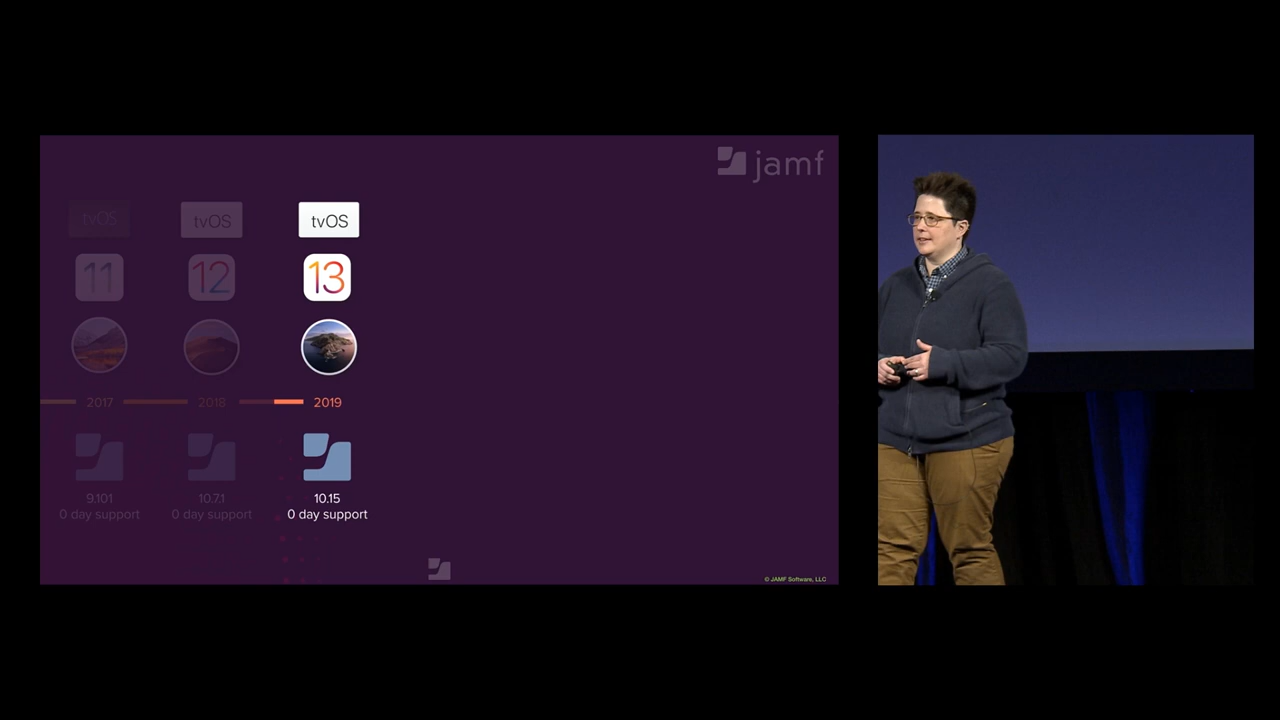 jamf
tvOS tvOS tvOS
11 12 13
2017 2018 2019
9.101 10.7.1 10.15
0 day support 0 day support 0 day support
© JAMF Software, LLC